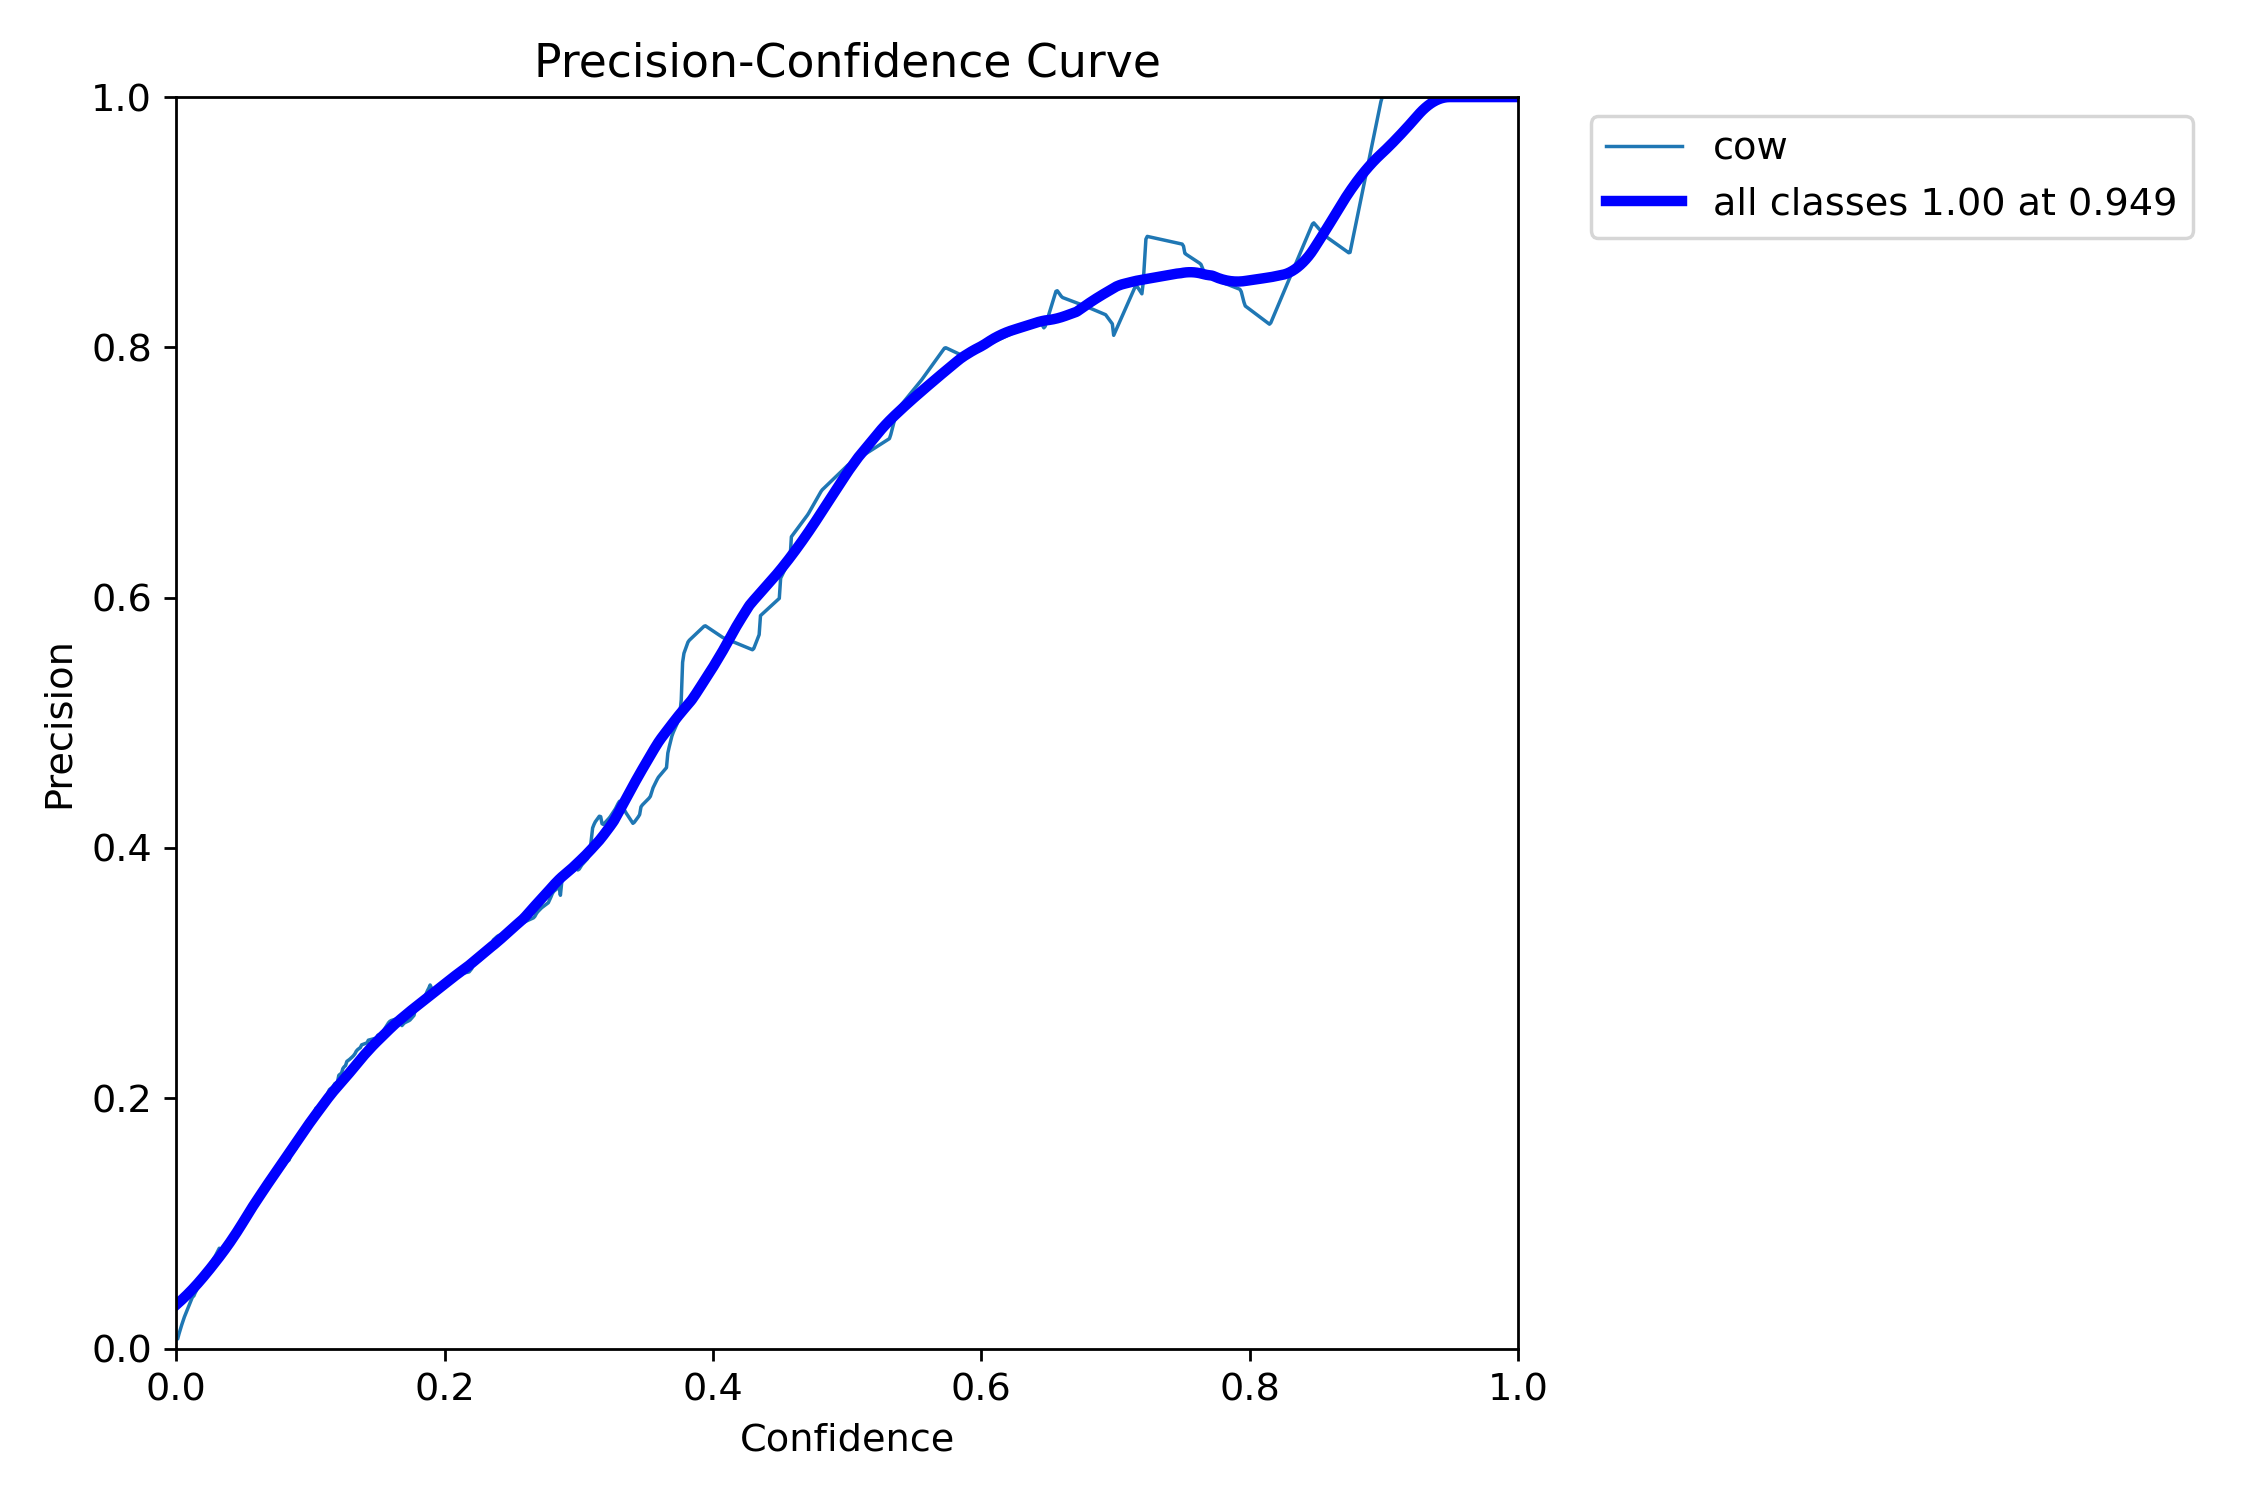 Precision-Confidence Curve
1.0
0.8
0.6
0.4
0.2
0.0
Precision
0.0 0.2 0.4 0.6 0.8 1.0
Confidence
cow
all classes 1.00 at 0.949